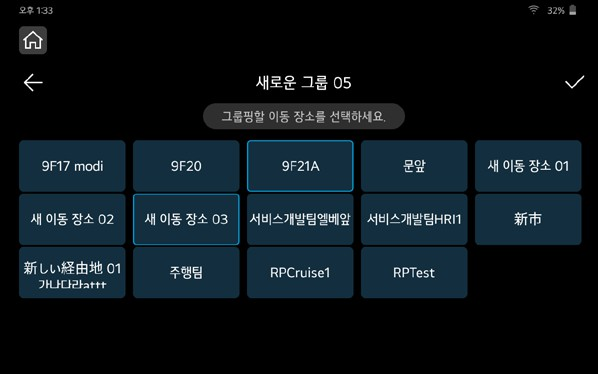 오후 1:33
32%
새로운 그룹 05
그룹핑할 이동 장소를 선택하세요.
9F17 modi
9F20
9F21A
문앞
새 이동 장소 01
새 이동 장소 02
새 이동 장소 03
서비스개발팀엘베앞
서비스개발팀HRI1
新市
新しい経由地 01
가나다라attt
주행팀
RPCruise1
RPTest